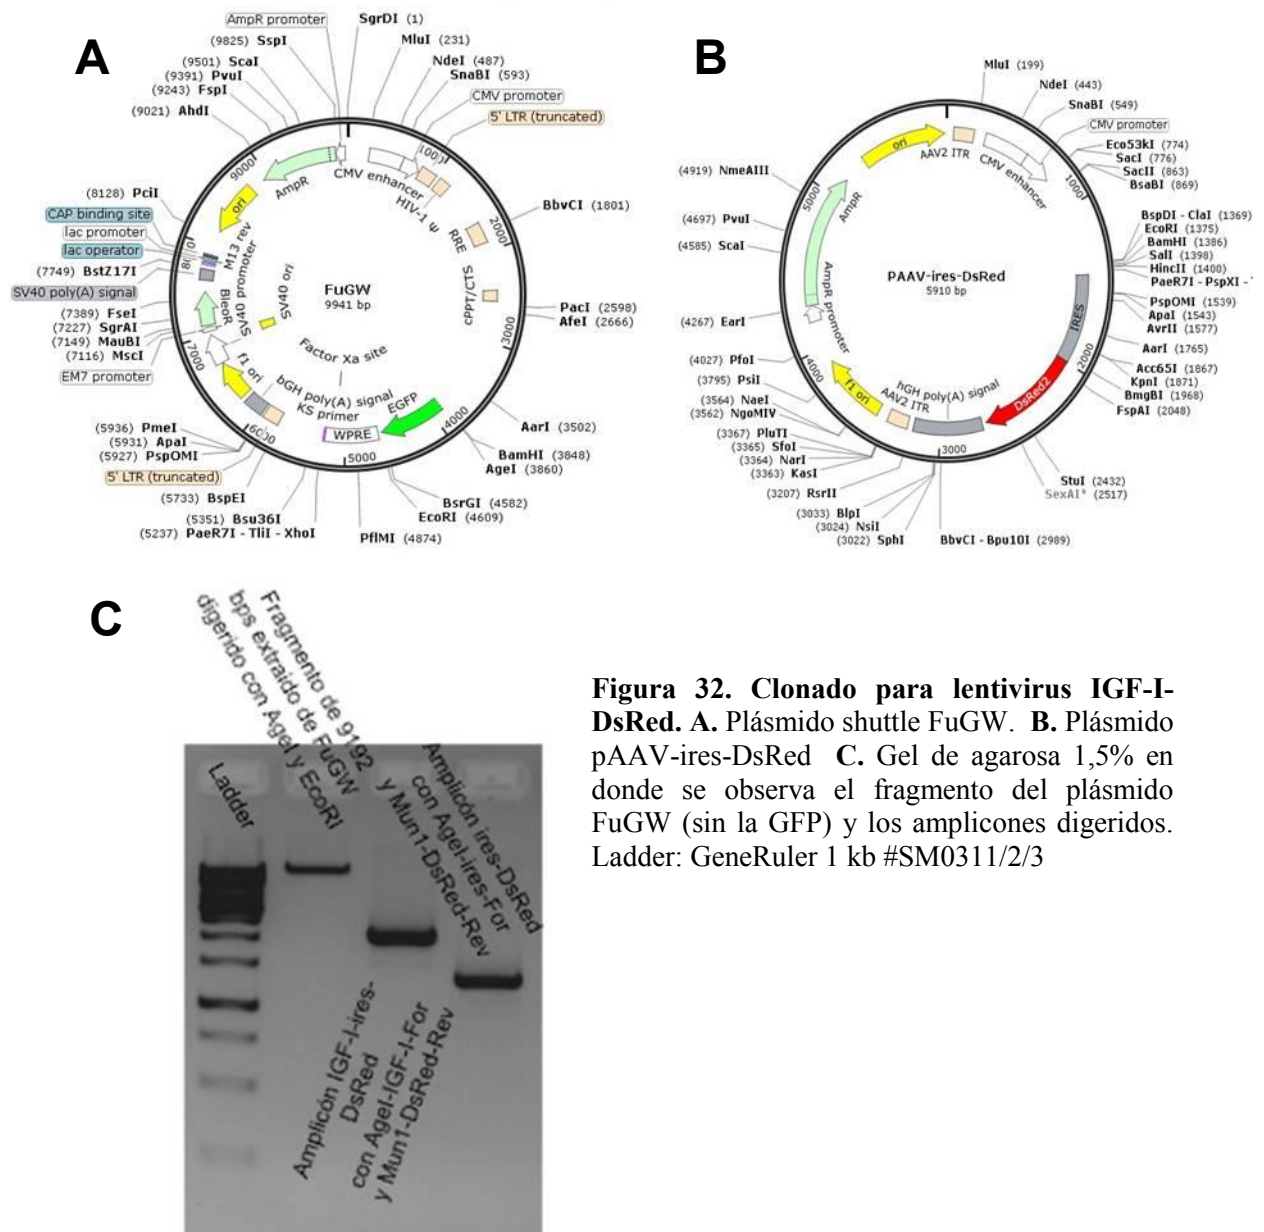 A
AmpR promoter
(9825) SspI
(9501) ScaI
(9391) PvuI
(9243) FspI
(9021) AhdI
SgrDI (1)
MluI (231)
NdeI (487)
SnaBI (593)
CMV promoter
5' LTR (truncated)
BbvCI (1801)
PacI (2598)
AfeI (2666)
AarI (3502)
BamHI (3848)
AgeI (3860)
BsrGI (4582)
EcoRI (4609)
PflMI (4874)
(5237) PaeR7I - TliI - XhoI
(5351) Bsu36I
(5733) BspEI
5' LTR (truncated)
(5927) PspOMI
(5931) ApaI
(5936) PmeI
EM7 promoter
(7116) MscI
(7149) MauBI
(7227) SgrAI
(7389) FseI
SV40 poly(A) signal
(7749) BstZ17I
lac operator
lac promoter
CAP binding site
(8128) PciI
9000
1000
2000
3000
4000
5000
7000
AmpR
CMV enhancer
HIV-1 ψ
RRE
cPPT/CTS
EGFP
WPRE
KS primer
bGH poly(A) signal
Factor Xa site
f1 ori
SV40 promoter
SV40 ori
BleoR
M13 rev
ori
FuGW
9941 bp
B
MluI (199)
NdeI (443)
SnaBI (549)
CMV promoter
Eco53kI (774)
SacI (776)
SacII (863)
BsaBI (869)
BspDI - ClaI (1369)
EcoRI (1375)
BamHI (1386)
SalI (1398)
HincII (1400)
PaeR7I - PspXI -
PspOMI (1539)
ApaI (1543)
AvrII (1577)
AarI (1765)
Acc65I (1867)
KpnI (1871)
BmgBI (1968)
FspAI (2048)
StuI (2432)
SexAI* (2517)
BbvCI - Bpu10I (2989)
(3022) SphI
(3024) NsiI
(3033) BlpI
(3207) RsrII
(3363) KasI
(3364) NarI
(3365) SfoI
(3367) PluTI
(3562) NgoMIV
(3564) NaeI
(3795) PsiI
(4027) PfoI
(4267) EarI
(4585) ScaI
(4697) PvuI
(4919) NmeAIII
1000
2000
3000
4000
5000
ori
AAV2 ITR
CMV enhancer
IRES
DsRed2
hGH poly(A) signal
AAV2 ITR
f1 ori
AmpR promoter
AmpR
PAAV-ires-DsRed
5910 bp
C
Ladder
Fragmento de 9192
bps extraido de FuGW
digerido con AgeI y EcoRI
Amplicón ires-DsRed
con AgeI-ires-For
y Mun1-DsRed-Rev
Amplicón IGF-I-ires-
DsRed
con AgeI-IGF-I-For
y Mun1-DsRed-Rev
Figura 32. Clonado para lentivirus IGF-I-
DsRed. A. Plásmido shuttle FuGW. B. Plásmido
pAAV-ires-DsRed C. Gel de agarosa 1,5% en
donde se observa el fragmento del plásmido
FuGW (sin la GFP) y los amplicones digeridos.
Ladder: GeneRuler 1 kb #SM0311/2/3